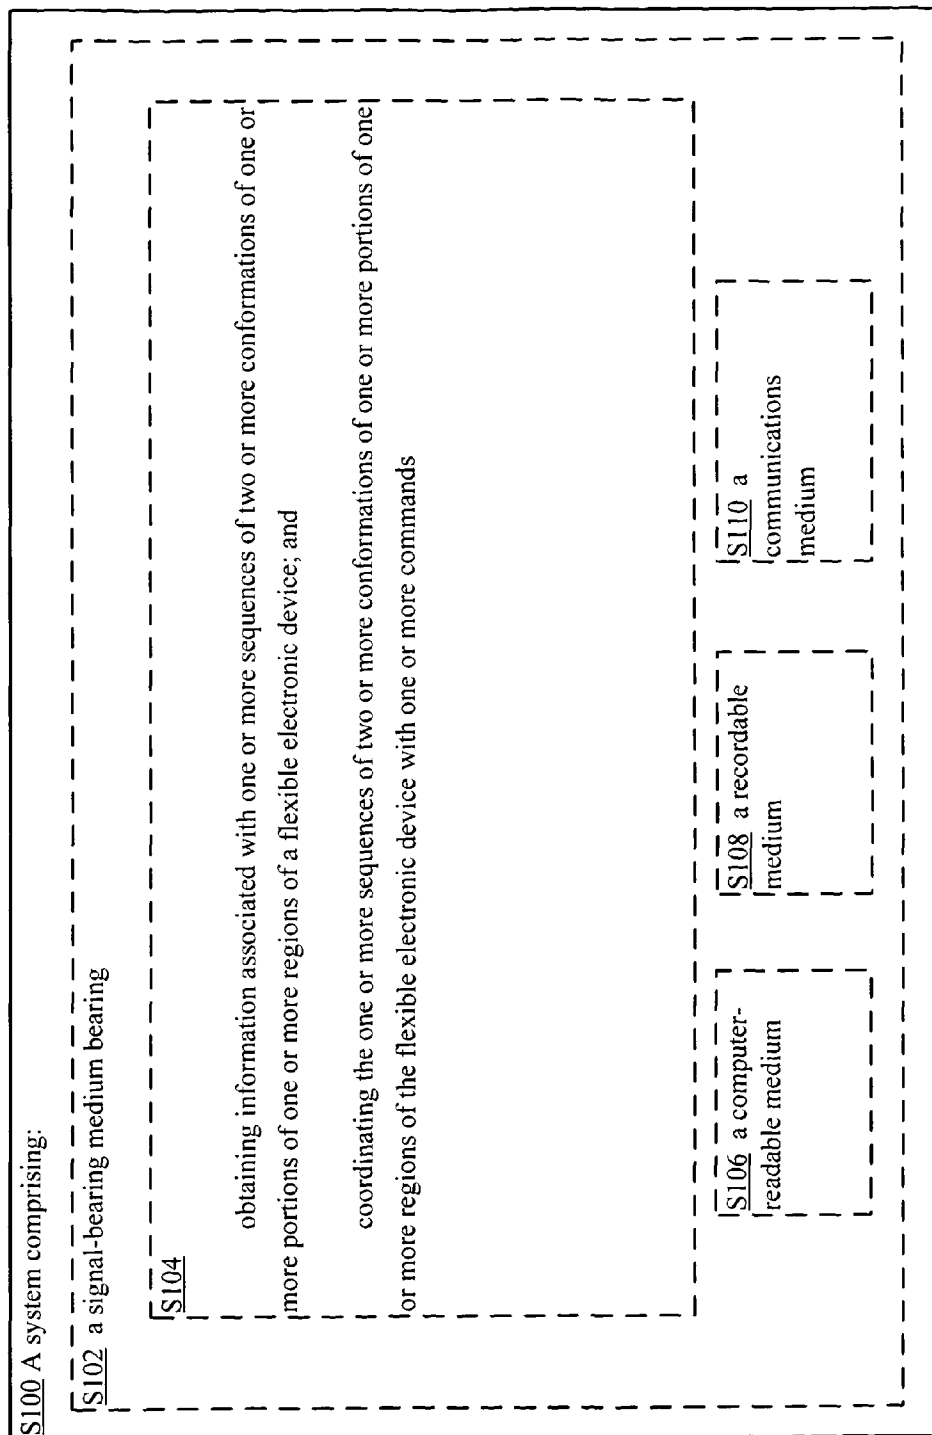 S100 A system comprising:
S102 a signal-bearing medium bearing
S104
obtaining information associated with one or more sequences of two or more conformations of one or
more portions of one or more regions of a flexible electronic device; and
coordinating the one or more sequences of two or more conformations of one or more portions of one
or more regions of the flexible electronic device with one or more commands
S106 a computer-
readable medium
S108 a recordable
medium
S110 a
communications
medium